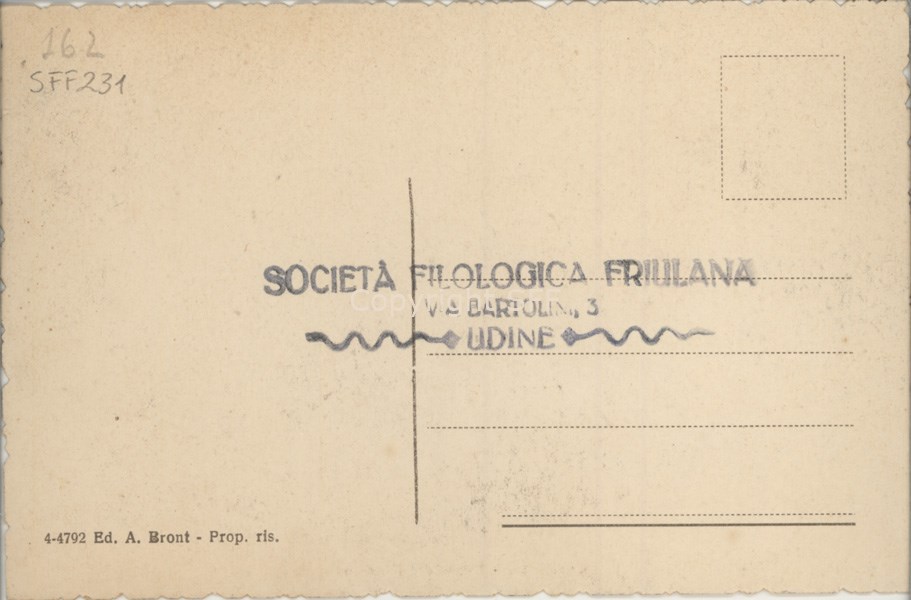 162
SFF231
SOCIETÀ FILOLOGICA FRIULANA
VIA BARTOLINI, 3
UDINE
4-4792 Ed. A. Bront - Prop. ris.